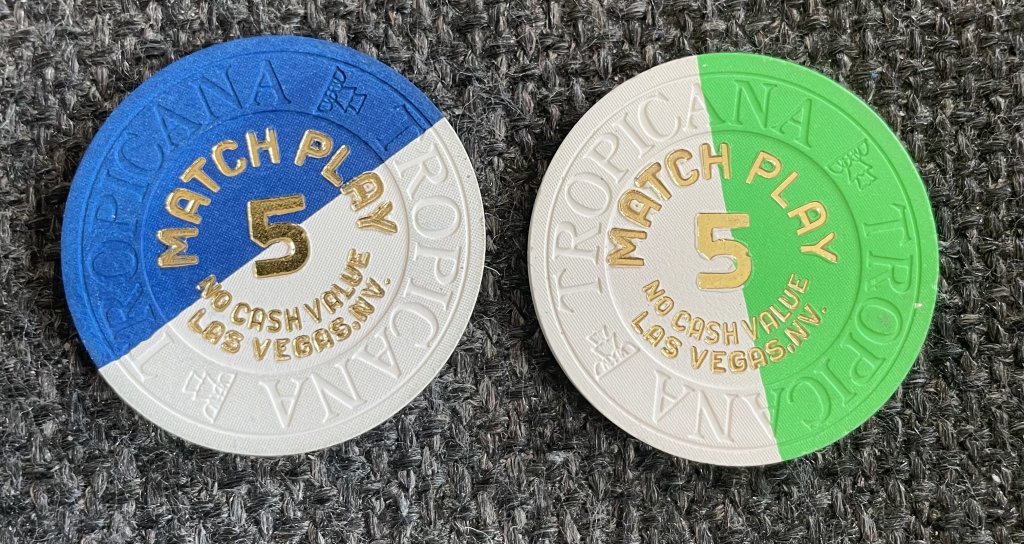 TROPICANA
TROPICANA
MATCH PLAY
5
NO CASH VALUE
LAS VEGAS, NV.
TROPICANA
TROPICANA
MATCH PLAY
5
NO CASH VALUE
LAS VEGAS, NV.